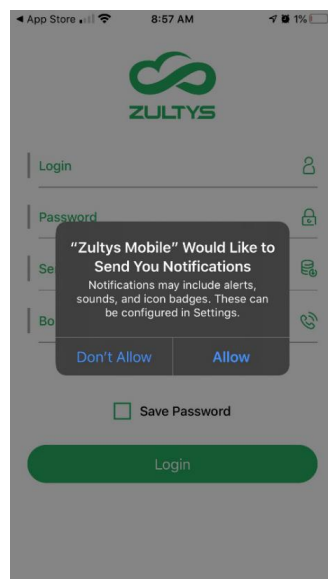 App Store 8:57 AM 1%
ZULTYS
Login
Password
"Zultys Mobile" Would Like to
Send You Notifications
Notifications may include alerts,
sounds, and icon badges. These can
be configured in Settings.
Se
Bo
Don't Allow Allow
Save Password
Login